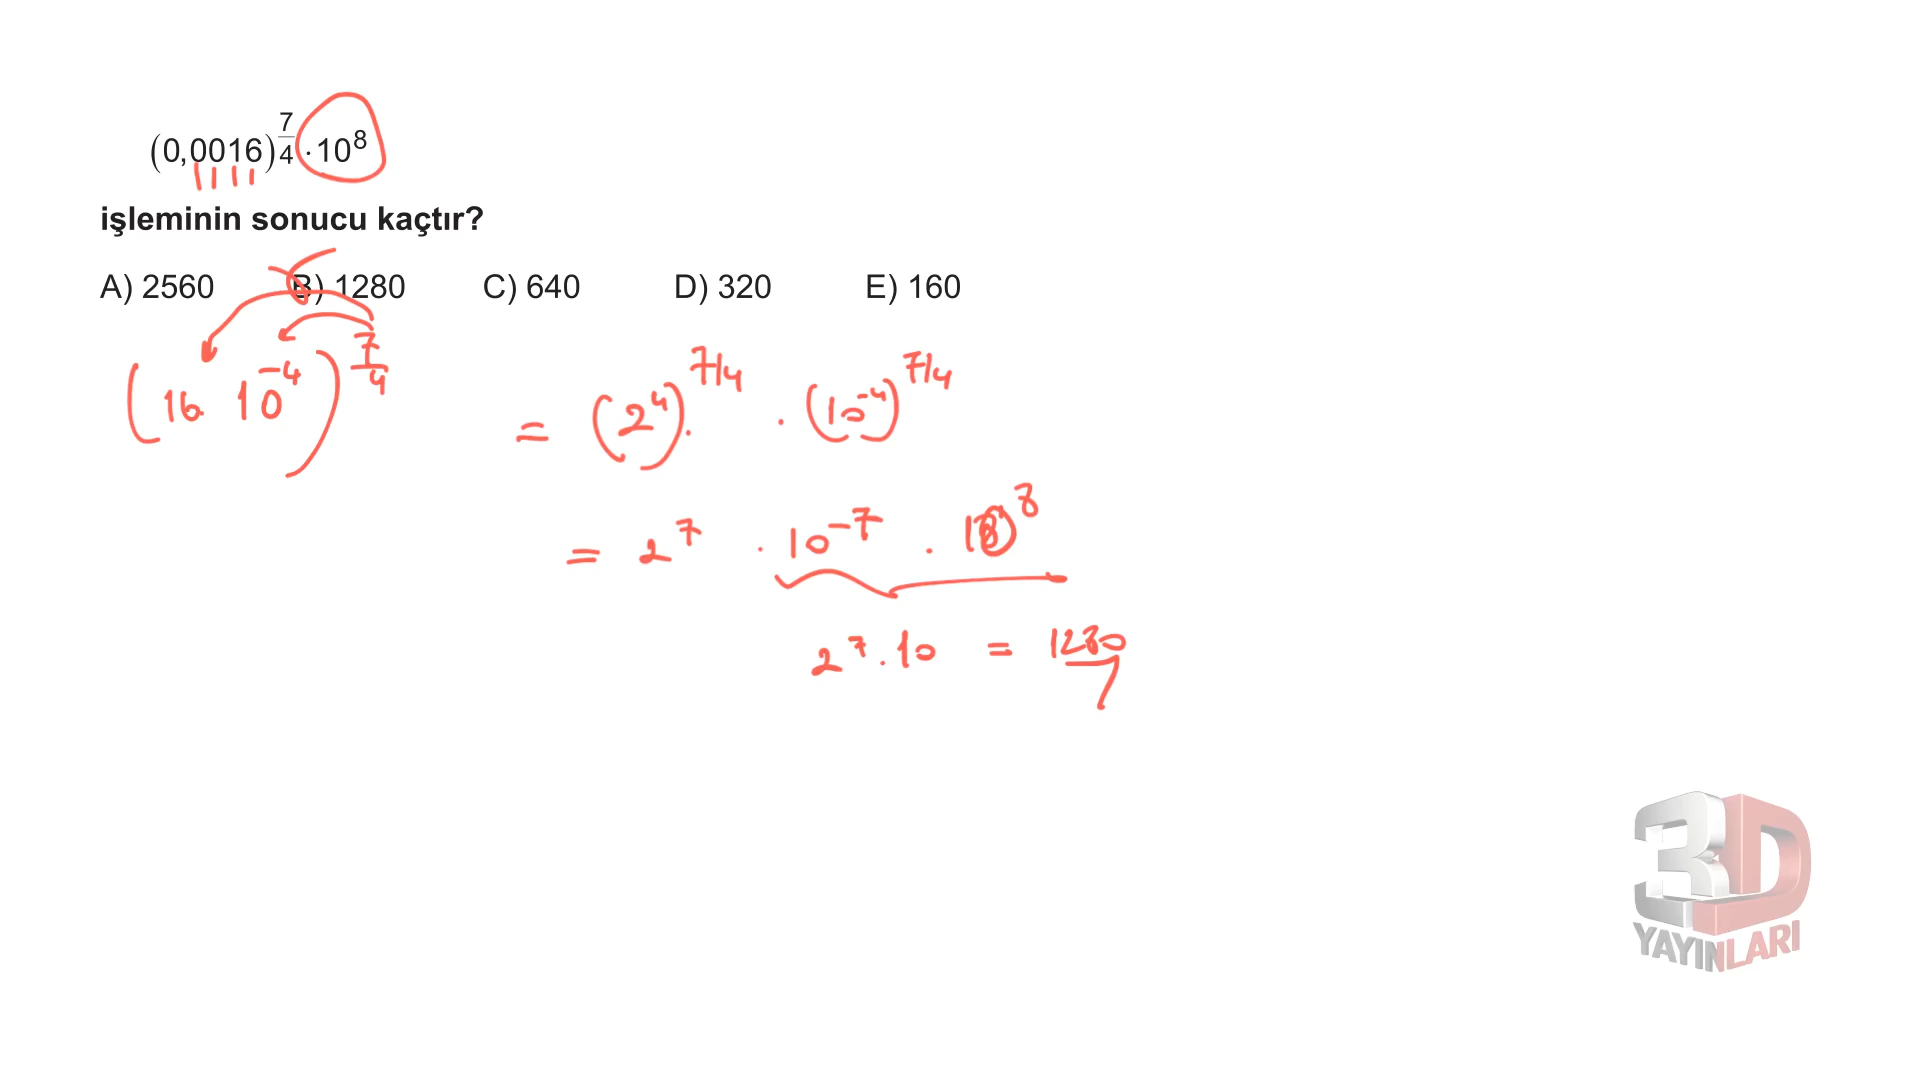 (0,0016)^{7/4} · 10^8
işleminin sonucu kaçtır?
A) 2560 B) 1280 C) 640 D) 320 E) 160
(16 10^{-4})^{7/4} = (2^4)^{7/4} · (10^{-4})^{7/4}
= 2^7 · 10^{-7} · 10^8
2^7 · 10 = 1280
3D
YAYINLARI